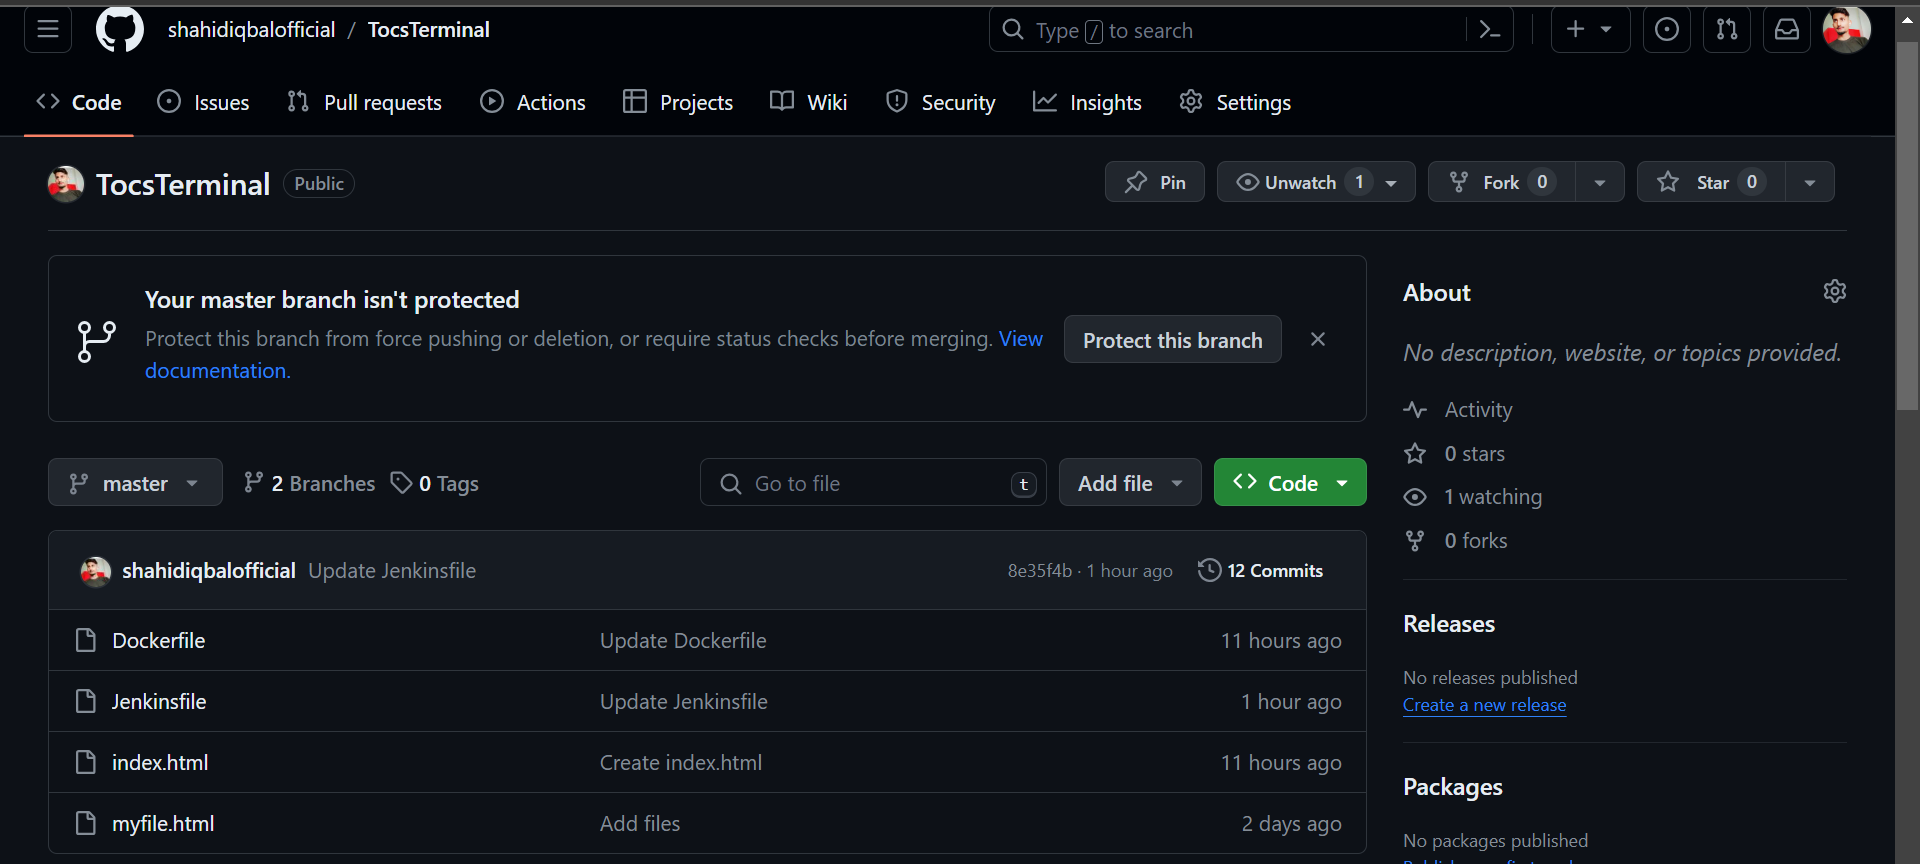 shahidiqbalofficial / TocsTerminal
Type / to search
Code Issues Pull requests Actions Projects Wiki Security Insights Settings
TocsTerminal Public
Pin Unwatch 1 Fork 0 Star 0
Your master branch isn't protected
Protect this branch from force pushing or deletion, or require status checks before merging. View
documentation.
Protect this branch
master 2 Branches 0 Tags
Go to file t Add file Code
shahidiqbalofficial Update Jenkinsfile 8e35f4b · 1 hour ago 12 Commits
Dockerfile Update Dockerfile 11 hours ago
Jenkinsfile Update Jenkinsfile 1 hour ago
index.html Create index.html 11 hours ago
myfile.html Add files 2 days ago
About
No description, website, or topics provided.
Activity
0 stars
1 watching
0 forks
Releases
No releases published
Create a new release
Packages
No packages published